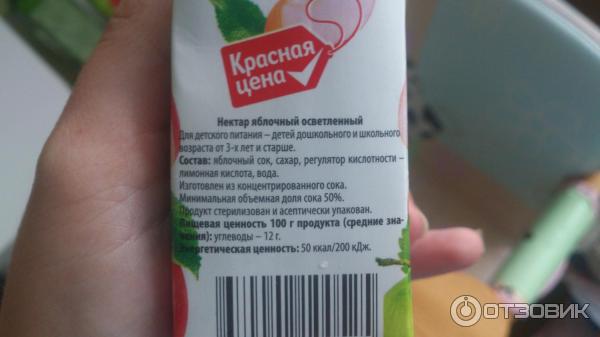 Красная
цена
Нектар яблочный осветленный
Для детского питания – детей дошкольного и школьного
возраста от 3-х лет и старше.
Состав: яблочный сок, сахар, регулятор кислотности –
лимонная кислота, вода.
Изготовлен из концентрированного сока.
Минимальная объемная доля сока 50%.
Продукт стерилизован и асептически упакован.
Пищевая ценность 100 г продукта (средние зна-
чения): углеводы – 12 г.
Энергетическая ценность: 50 ккал/200 кДж.
ОТЗОВИК